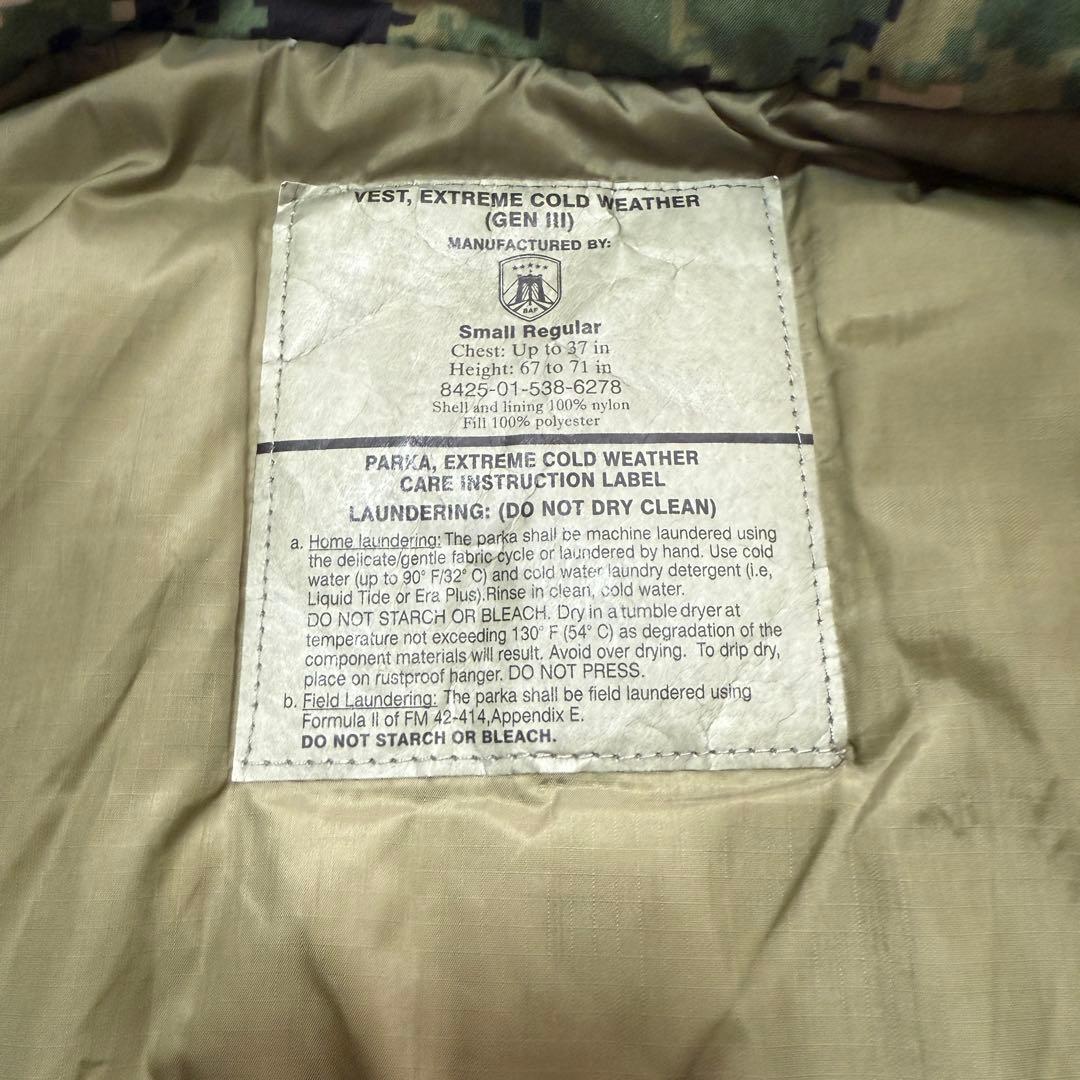 VEST, EXTREME COLD WEATHER
(GEN III)
MANUFACTURED BY:
BAF
Small Regular
Chest: Up to 37 in
Height: 67 to 71 in
8425-01-538-6278
Shell and lining 100% nylon
Fill 100% polyester
PARKA, EXTREME COLD WEATHER
CARE INSTRUCTION LABEL
LAUNDERING: (DO NOT DRY CLEAN)
a. Home laundering: The parka shall be machine laundered using
the delicate/gentle fabric cycle or laundered by hand. Use cold
water (up to 90° F/32° C) and cold water laundry detergent (i.e,
Liquid Tide or Era Plus).Rinse in clean, cold water.
DO NOT STARCH OR BLEACH. Dry in a tumble dryer at
temperature not exceeding 130° F (54° C) as degradation of the
component materials will result. Avoid over drying. To drip dry,
place on rustproof hanger. DO NOT PRESS.
b. Field Laundering: The parka shall be field laundered using
Formula II of FM 42-414,Appendix E.
DO NOT STARCH OR BLEACH.